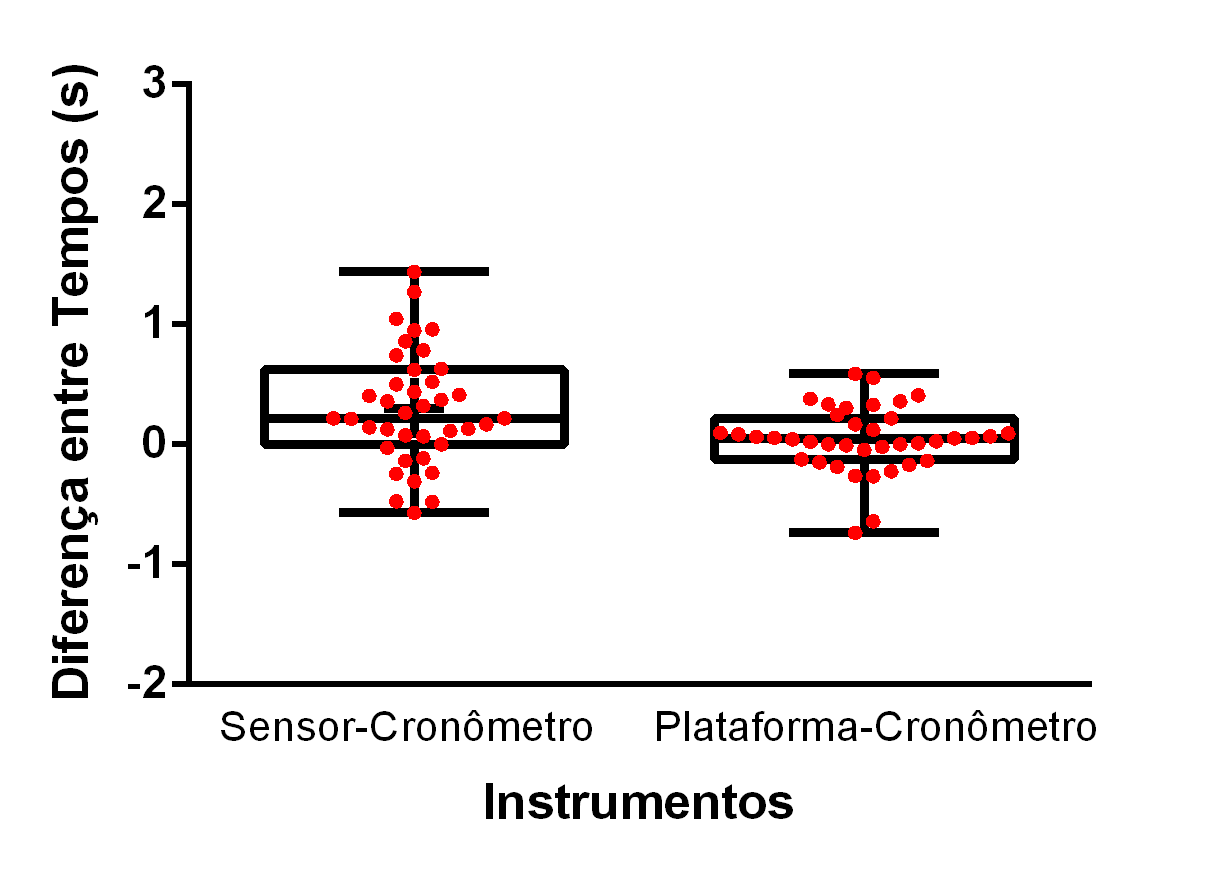 Diferença entre Tempos (s)
3
2
1
0
-1
-2
Sensor-Cronômetro
Plataforma-Cronômetro
Instrumentos